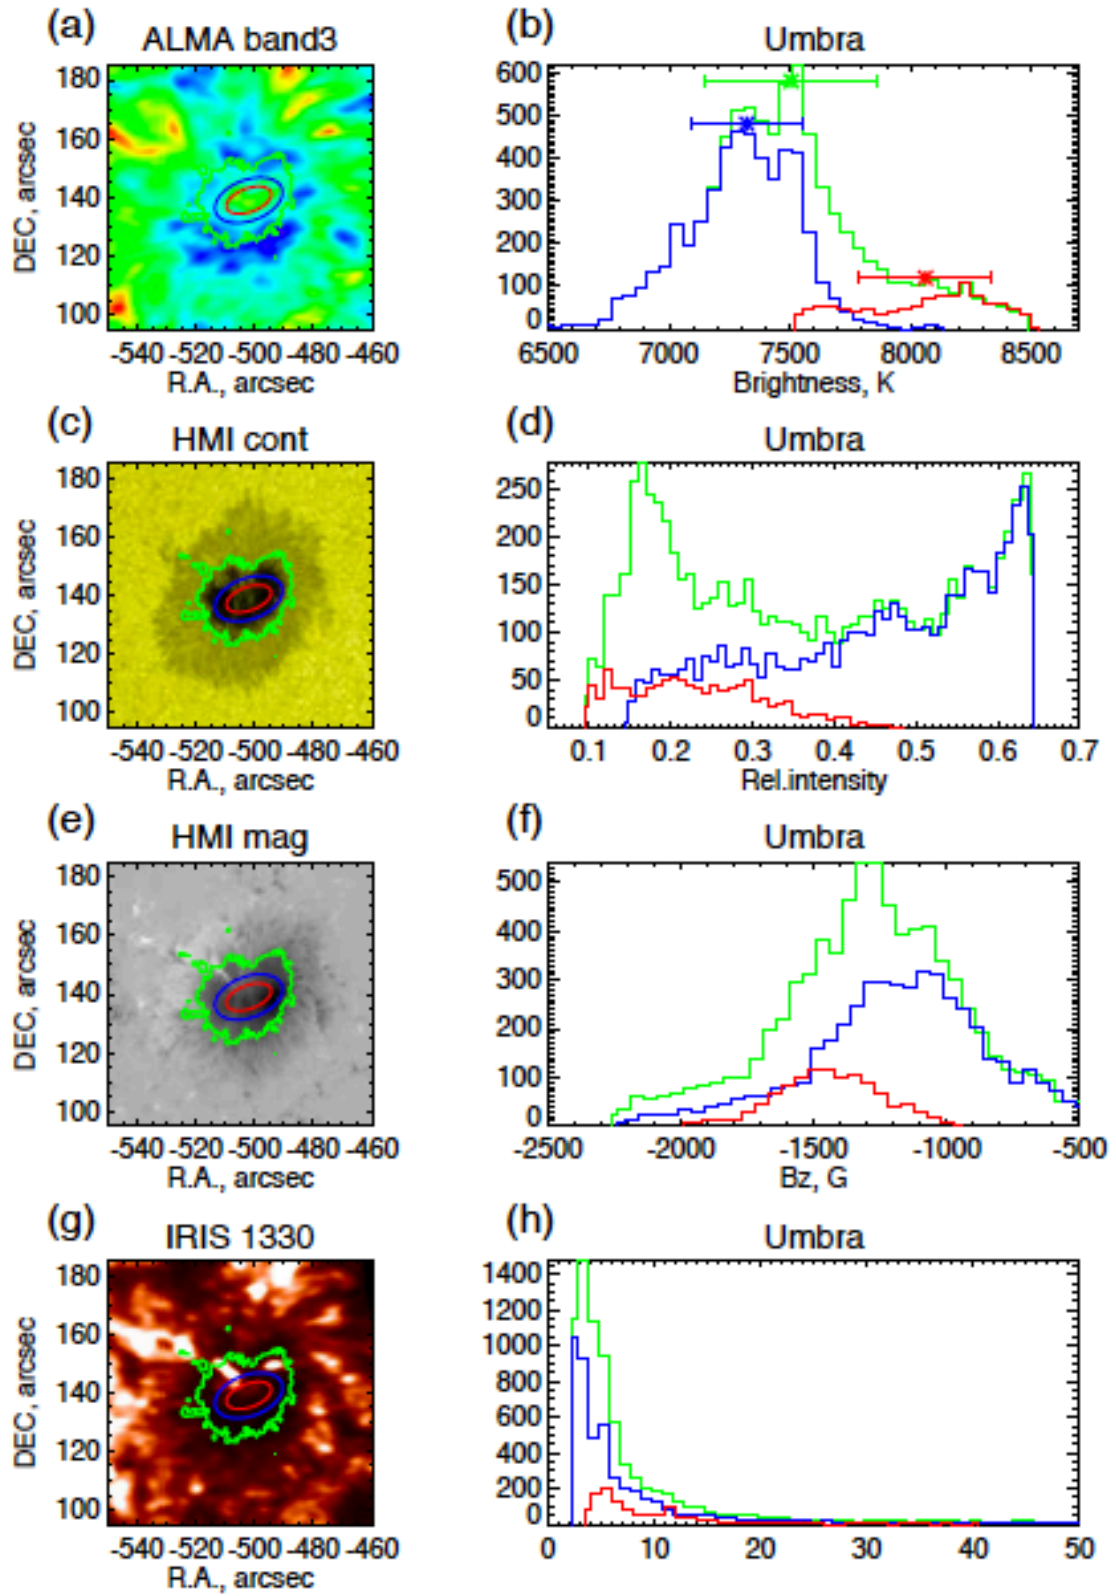 (a)
ALMA band3
180
160
140
120
100
DEC, arcsec
-540 -520 -500 -480 -460
R.A., arcsec
(b)
Umbra
600
500
400
300
200
100
0
6500 7000 7500 8000 8500
Brightness, K
(c)
HMI cont
180
160
140
120
100
DEC, arcsec
-540 -520 -500 -480 -460
R.A., arcsec
(d)
Umbra
250
200
150
100
50
0
0.1 0.2 0.3 0.4 0.5 0.6 0.7
Rel.intensity
(e)
HMI mag
180
160
140
120
100
DEC, arcsec
-540 -520 -500 -480 -460
R.A., arcsec
(f)
Umbra
500
400
300
200
100
0
-2500 -2000 -1500 -1000 -500
Bz, G
(g)
IRIS 1330
180
160
140
120
100
DEC, arcsec
-540 -520 -500 -480 -460
R.A., arcsec
(h)
Umbra
1400
1200
1000
800
600
400
200
0
0 10 20 30 40 50